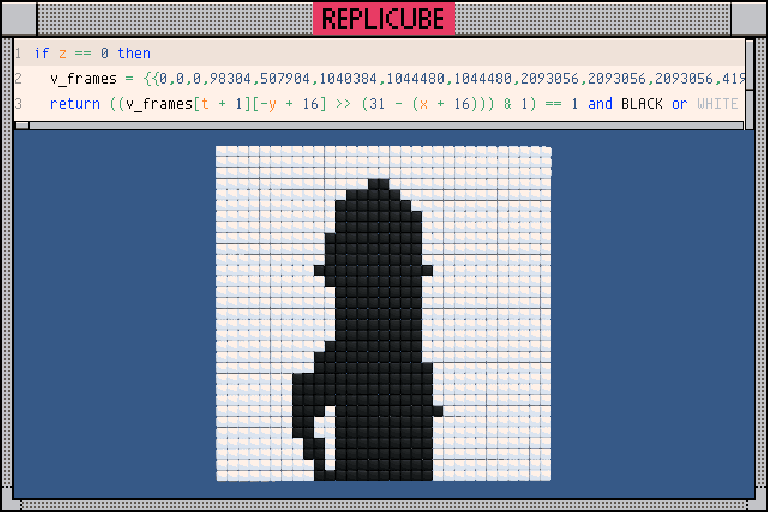 REPLICUBE
1 if z == 0 then
2 v_frames = {{0,0,0,98304,507904,1040384,1044480,1044480,2093056,2093056,2093056,419
3 return ((v_frames[t + 1][-y + 16] >> (31 - (x + 16))) & 1) == 1 and BLACK or WHITE